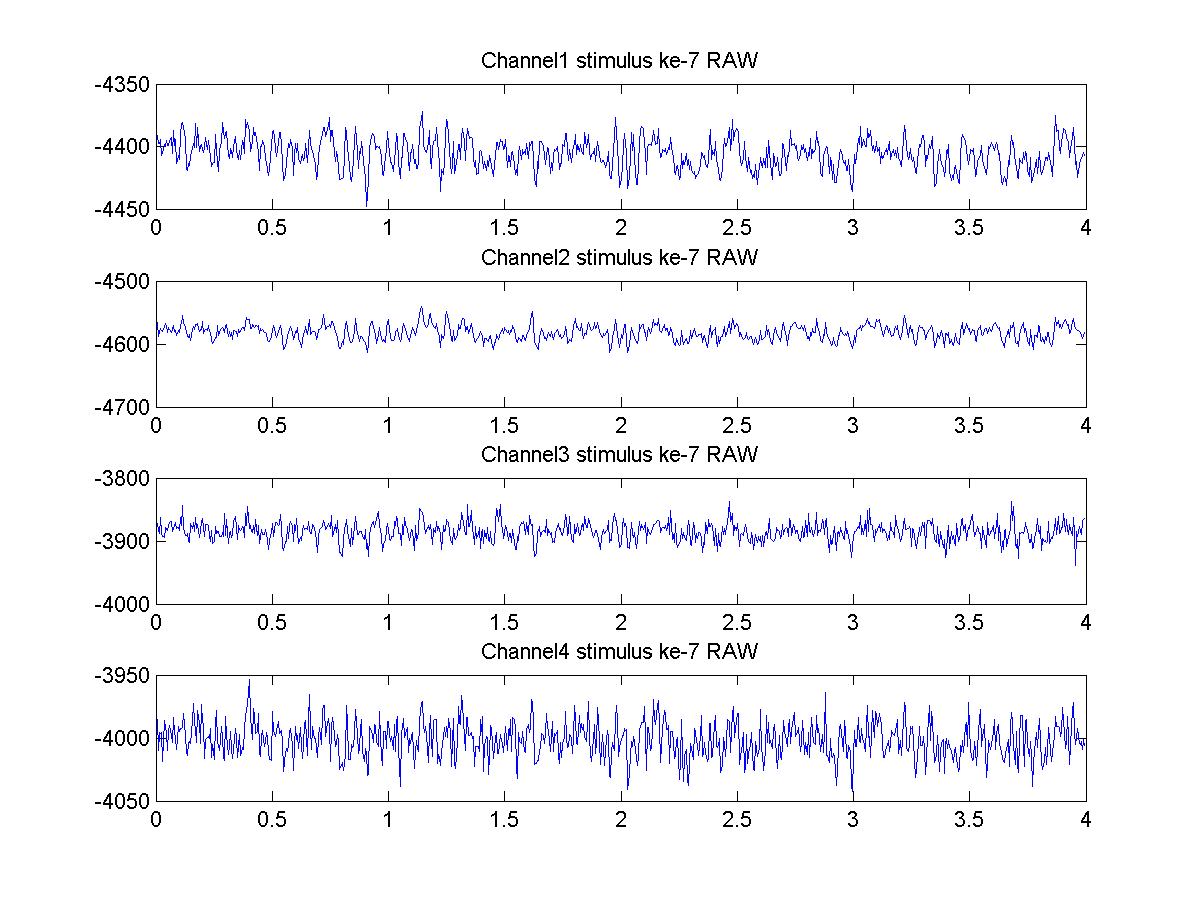 Channel1 stimulus ke-7 RAW
-4350
-4400
-4450
0 0.5 1 1.5 2 2.5 3 3.5 4
Channel2 stimulus ke-7 RAW
-4500
-4600
-4700
0 0.5 1 1.5 2 2.5 3 3.5 4
Channel3 stimulus ke-7 RAW
-3800
-3900
-4000
0 0.5 1 1.5 2 2.5 3 3.5 4
Channel4 stimulus ke-7 RAW
-3950
-4000
-4050
0 0.5 1 1.5 2 2.5 3 3.5 4